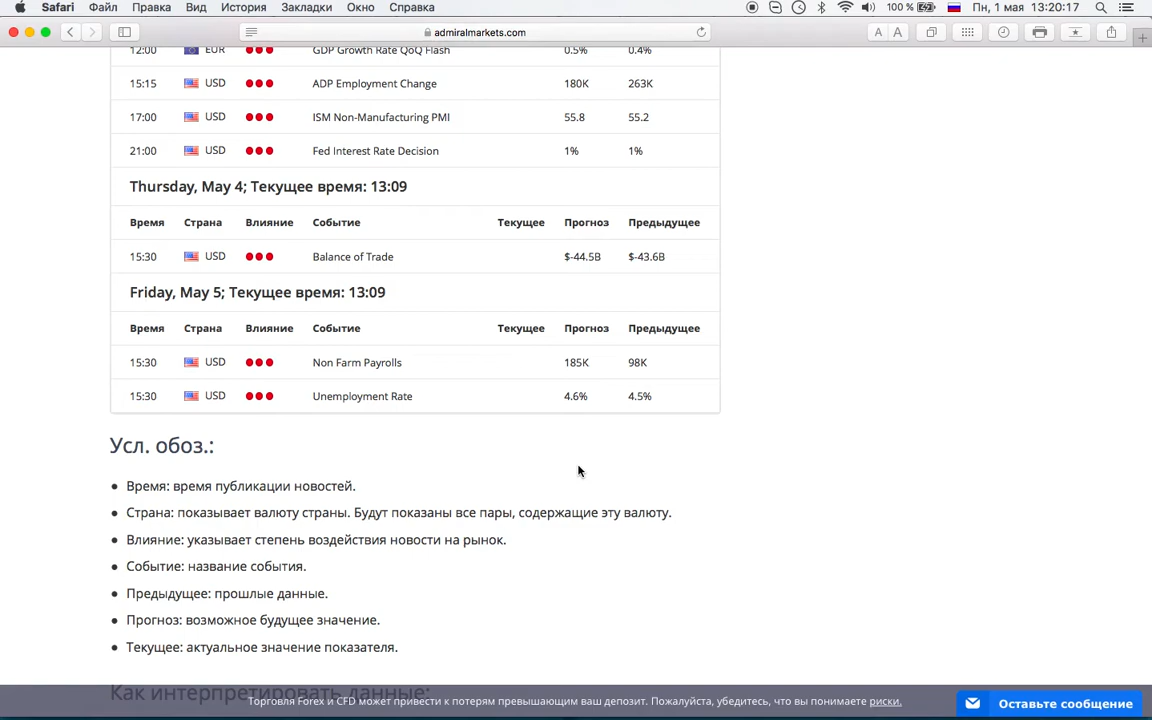 Safari Файл Правка Вид История Закладки Окно Справка 100 % Пн, 1 мая 13:20:17
admiralmarkets.com A A
12:00 EUR GDP Growth Rate QoQ Flash 0.5% 0.4%
15:15 USD ADP Employment Change 180K 263K
17:00 USD ISM Non-Manufacturing PMI 55.8 55.2
21:00 USD Fed Interest Rate Decision 1% 1%
Thursday, May 4; Текущее время: 13:09
Время Страна Влияние Событие Текущее Прогноз Предыдущее
15:30 USD Balance of Trade $-44.5B $-43.6B
Friday, May 5; Текущее время: 13:09
Время Страна Влияние Событие Текущее Прогноз Предыдущее
15:30 USD Non Farm Payrolls 185K 98K
15:30 USD Unemployment Rate 4.6% 4.5%
Усл. обоз.:
• Время: время публикации новостей.
• Страна: показывает валюту страны. Будут показаны все пары, содержащие эту валюту.
• Влияние: указывает степень воздействия новости на рынок.
• Событие: название события.
• Предыдущее: прошлые данные.
• Прогноз: возможное будущее значение.
• Текущее: актуальное значение показателя.
Как интерпретировать данные:
Торговля Forex и CFD может привести к потерям превышающим ваш депозит. Пожалуйста, убедитесь, что вы понимаете риски.
Оставьте сообщение